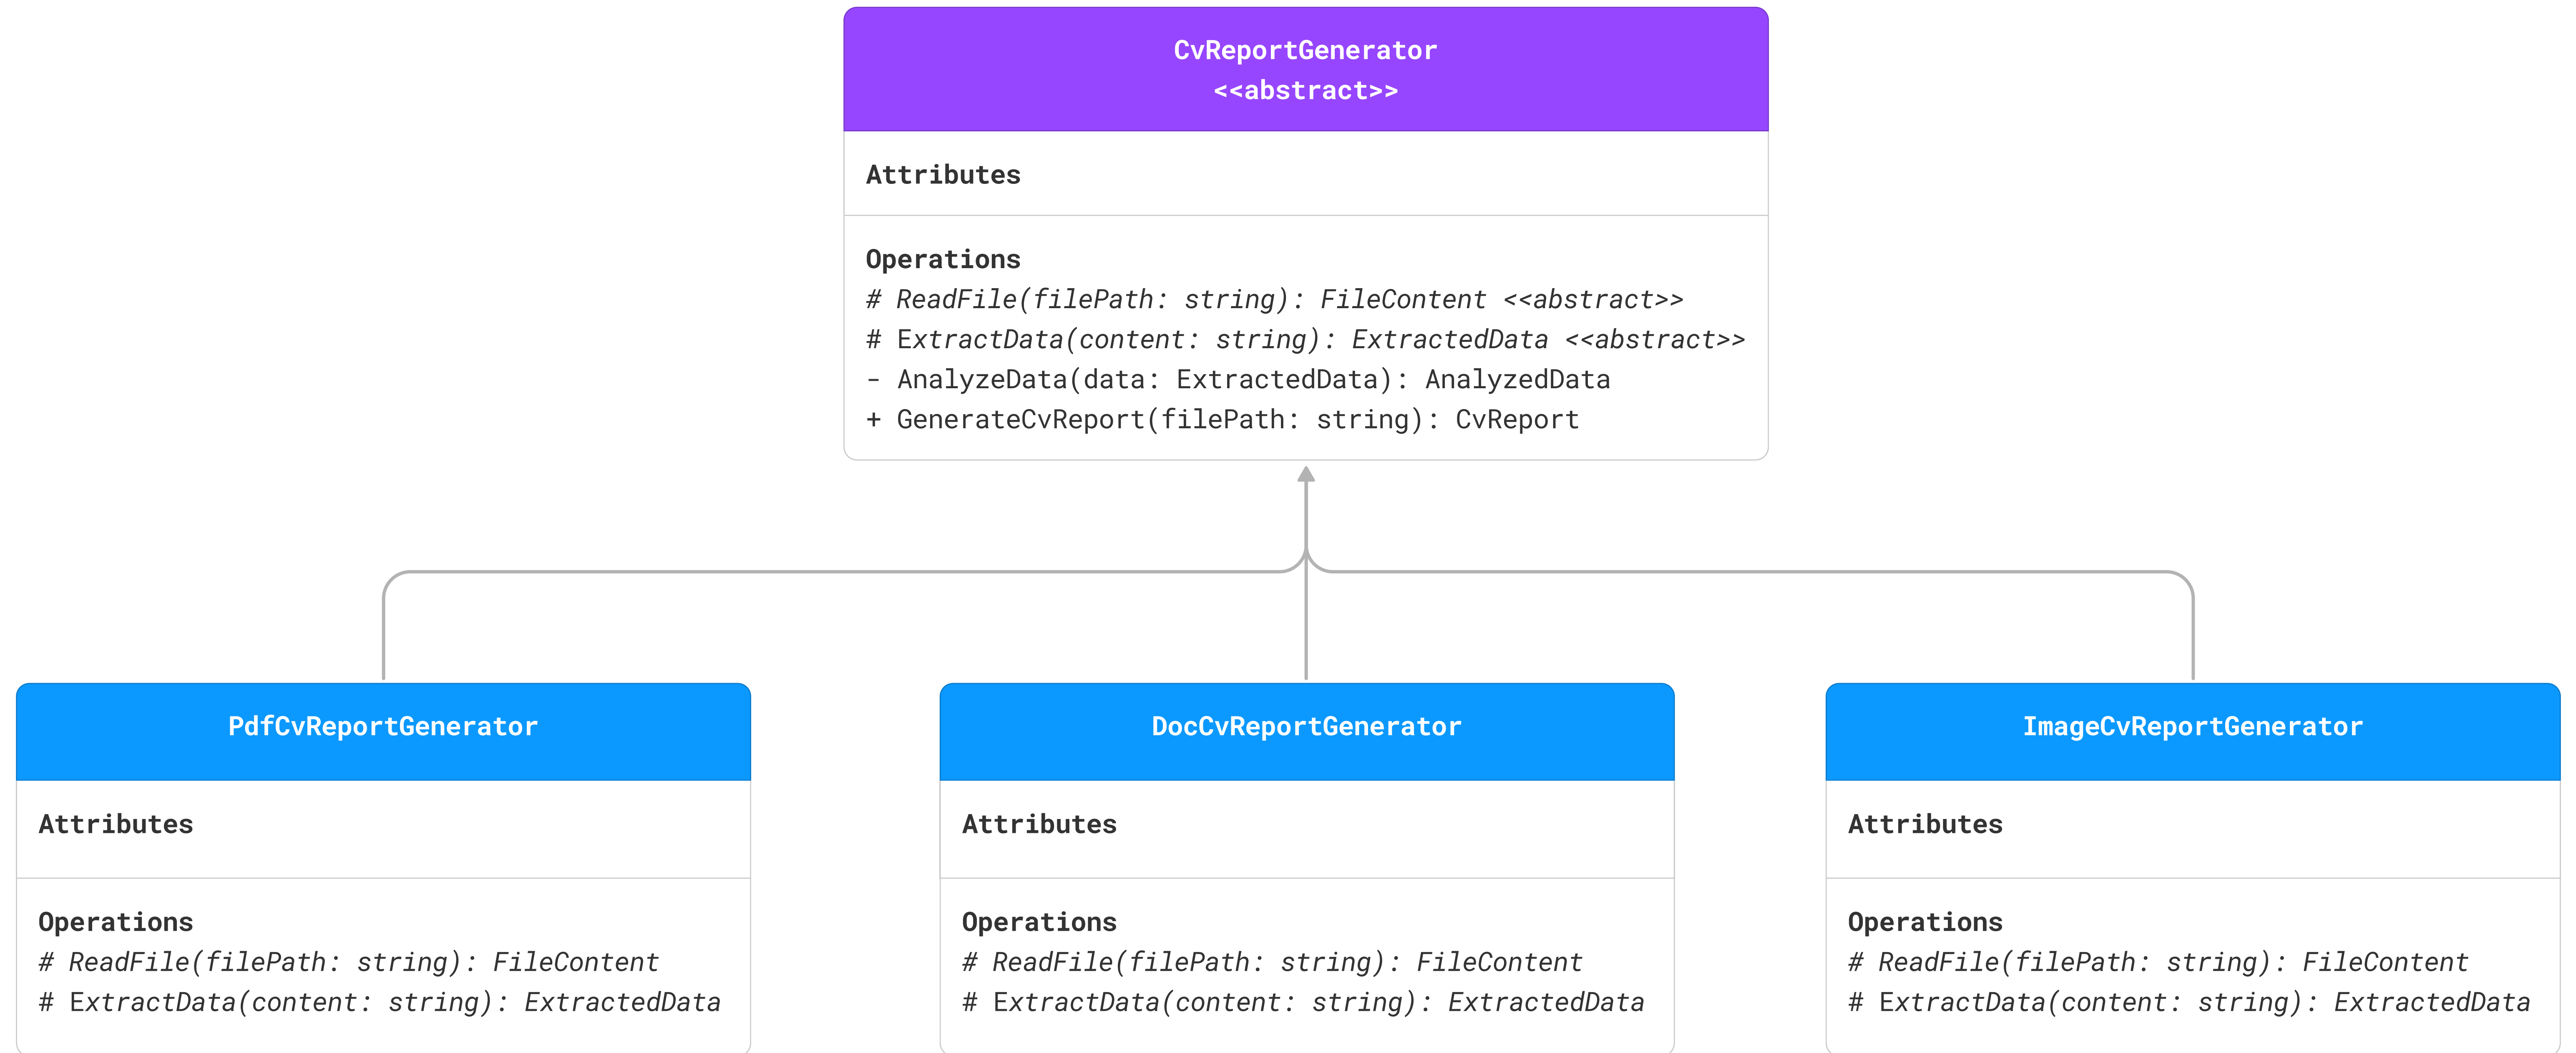 CvReportGenerator
<<abstract>>
Attributes
Operations
# ReadFile(filePath: string): FileContent <<abstract>>
# ExtractData(content: string): ExtractedData <<abstract>>
- AnalyzeData(data: ExtractedData): AnalyzedData
+ GenerateCvReport(filePath: string): CvReport
PdfCvReportGenerator
Attributes
Operations
# ReadFile(filePath: string): FileContent
# ExtractData(content: string): ExtractedData
DocCvReportGenerator
Attributes
Operations
# ReadFile(filePath: string): FileContent
# ExtractData(content: string): ExtractedData
ImageCvReportGenerator
Attributes
Operations
# ReadFile(filePath: string): FileContent
# ExtractData(content: string): ExtractedData